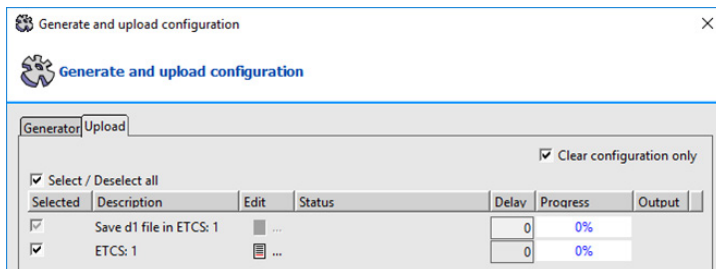 Generate and upload configuration
Generate and upload configuration
Generator Upload
Clear configuration only
Select / Deselect all
Selected Description Edit Status Delay Progress Output
Save d1 file in ETCS: 1 ... 0 0%
ETCS: 1 ... 0 0%